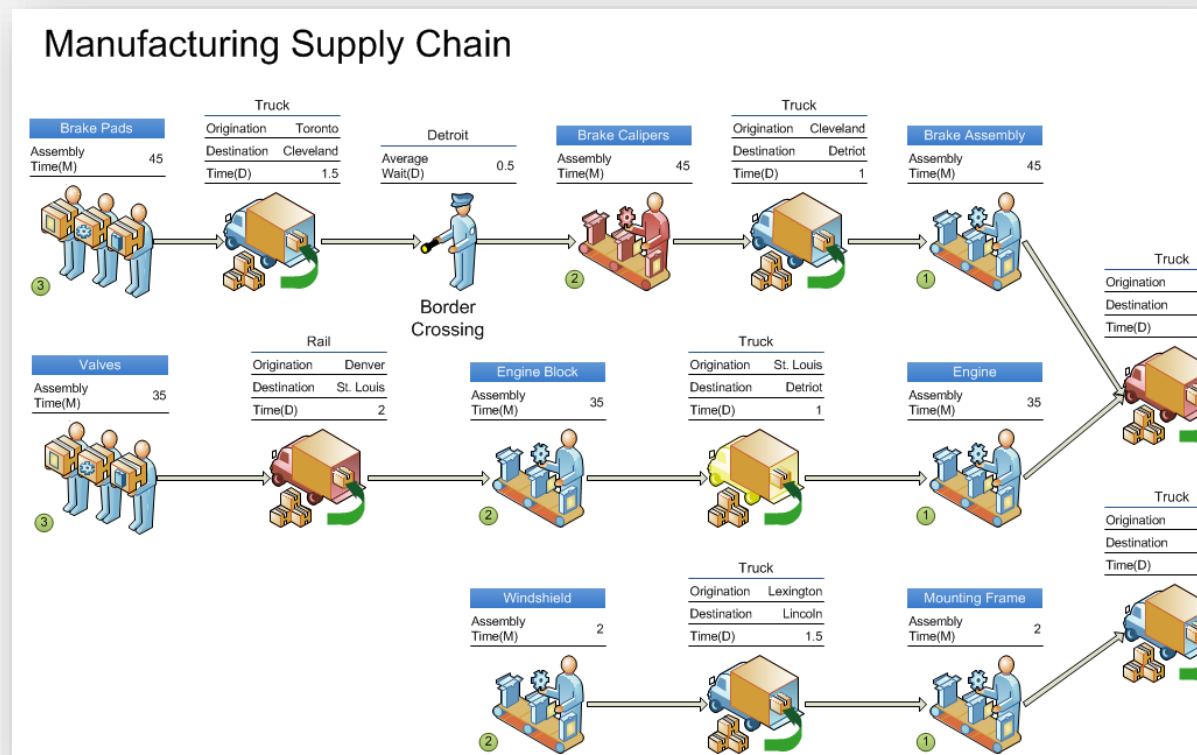 Manufacturing Supply Chain
Truck
Origination Toronto
Destination Cleveland
Time(D) 1.5
Brake Pads
Assembly
Time(M) 45
3
Detroit
Average
Wait(D) 0.5
Border
Crossing
Brake Calipers
Assembly
Time(M) 45
2
Truck
Origination Cleveland
Destination Detriot
Time(D) 1
Brake Assembly
Assembly
Time(M) 45
1
Truck
Origination
Destination
Time(D)
Valves
Assembly
Time(M) 35
3
Rail
Origination Denver
Destination St. Louis
Time(D) 2
Engine Block
Assembly
Time(M) 35
2
Truck
Origination St. Louis
Destination Detriot
Time(D) 1
Engine
Assembly
Time(M) 35
1
Truck
Origination
Destination
Time(D)
Windshield
Assembly
Time(M) 2
2
Truck
Origination Lexington
Destination Lincoln
Time(D) 1.5
Mounting Frame
Assembly
Time(M) 2
1